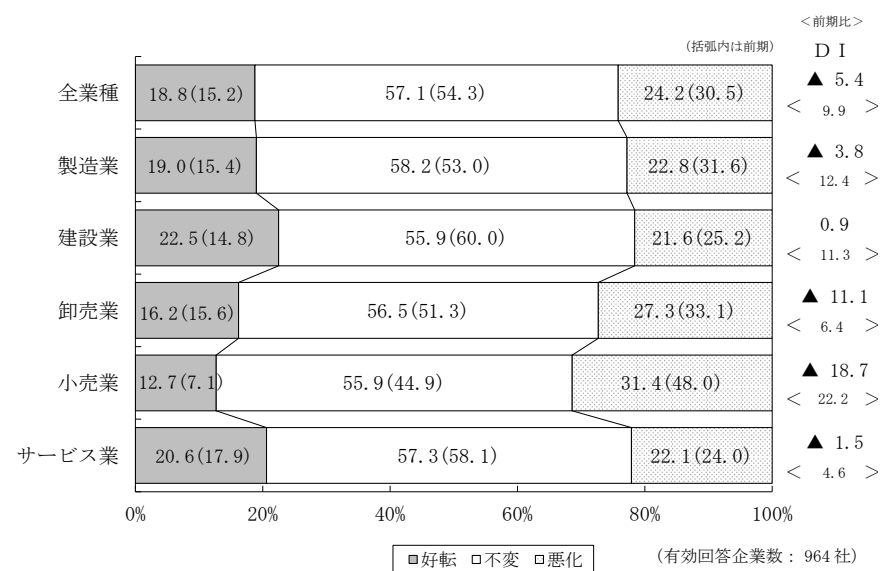 <前期比>
(括弧内は前期) ＤＩ
全業種 18.8(15.2) 57.1(54.3) 24.2(30.5) ▲ 5.4
< 9.9 >
製造業 19.0(15.4) 58.2(53.0) 22.8(31.6) ▲ 3.8
< 12.4 >
建設業 22.5(14.8) 55.9(60.0) 21.6(25.2) 0.9
< 11.3 >
卸売業 16.2(15.6) 56.5(51.3) 27.3(33.1) ▲ 11.1
< 6.4 >
小売業 12.7(7.1) 55.9(44.9) 31.4(48.0) ▲ 18.7
< 22.2 >
サービス業 20.6(17.9) 57.3(58.1) 22.1(24.0) ▲ 1.5
< 4.6 >
0% 20% 40% 60% 80% 100%
好転 不変 悪化 (有効回答企業数：964社)